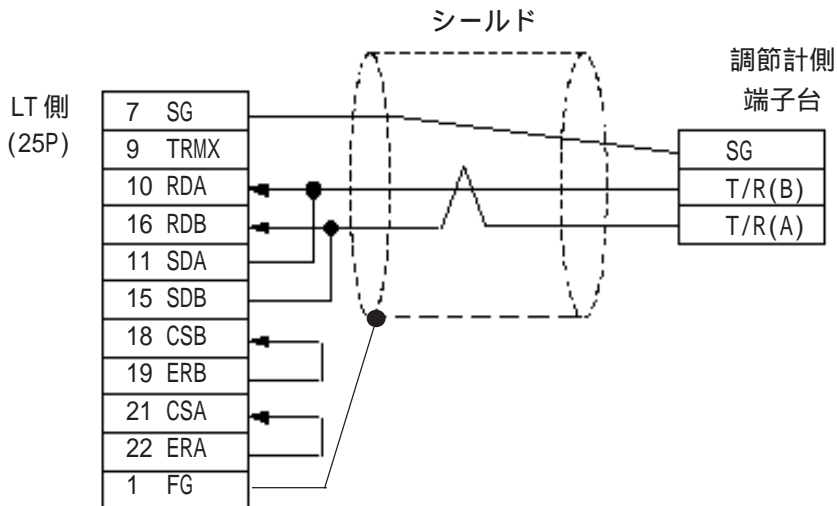 シールド
調節計側
端子台
LT 側
(25P)
7 SG
9 TRMX
10 RDA
16 RDB
11 SDA
15 SDB
18 CSB
19 ERB
21 CSA
22 ERA
1 FG
SG
T/R(B)
T/R(A)